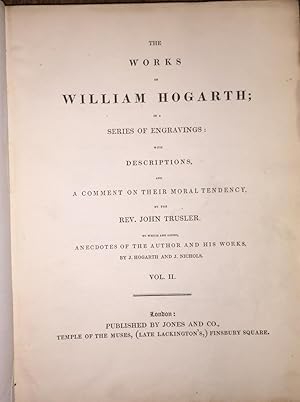 THE
WORKS
OF
WILLIAM HOGARTH;
IN A
SERIES OF ENGRAVINGS:
WITH
DESCRIPTIONS,
AND
A COMMENT ON THEIR MORAL TENDENCY,
BY THE
REV. JOHN TRUSLER.
TO WHICH ARE ADDED,
ANECDOTES OF THE AUTHOR AND HIS WORKS,
BY J. HOGARTH AND J. NICHOLS.
VOL. II.
London:
PUBLISHED BY JONES AND CO.,
TEMPLE OF THE MUSES, (LATE LACKINGTON'S,) FINSBURY SQUARE.